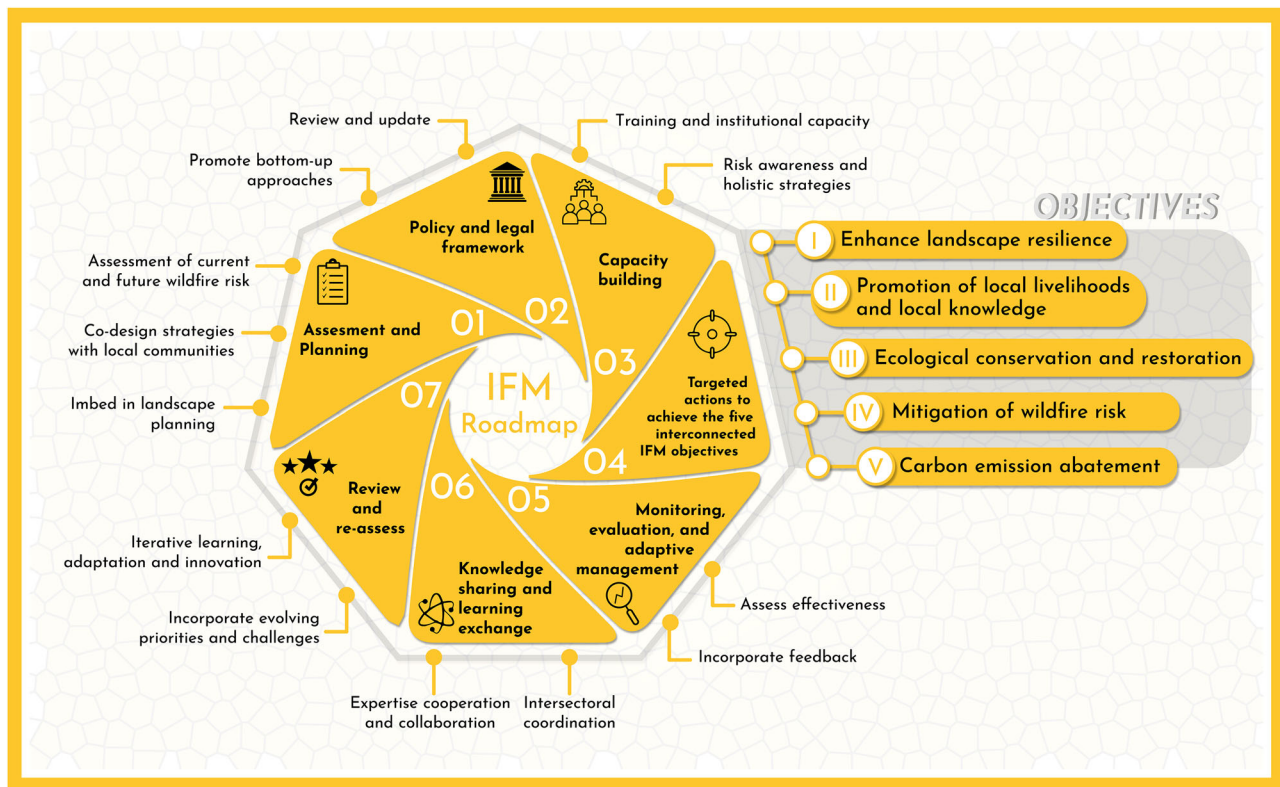 Review and update
Promote bottom-up
approaches
Training and institutional capacity
Risk awareness and
holistic strategies
Assessment of current
and future wildfire risk
Co-design strategies
with local communities
Imbed in landscape
planning
Iterative learning,
adaptation and innovation
Incorporate evolving
priorities and challenges
Expertise cooperation
and collaboration
Intersectoral
coordination
Incorporate feedback
Assess effectiveness
IFM
Roadmap
01
Assesment and
Planning
02
Policy and legal
framework
03
Capacity
building
04
Targeted
actions to
achieve the five
interconnected
IFM objectives
05
Monitoring,
evaluation, and
adaptive
management
06
Knowledge
sharing and
learning
exchange
07
Review
and
re-assess
OBJECTIVES
I Enhance landscape resilience
II Promotion of local livelihoods
and local knowledge
III Ecological conservation and restoration
IV Mitigation of wildfire risk
V Carbon emission abatement